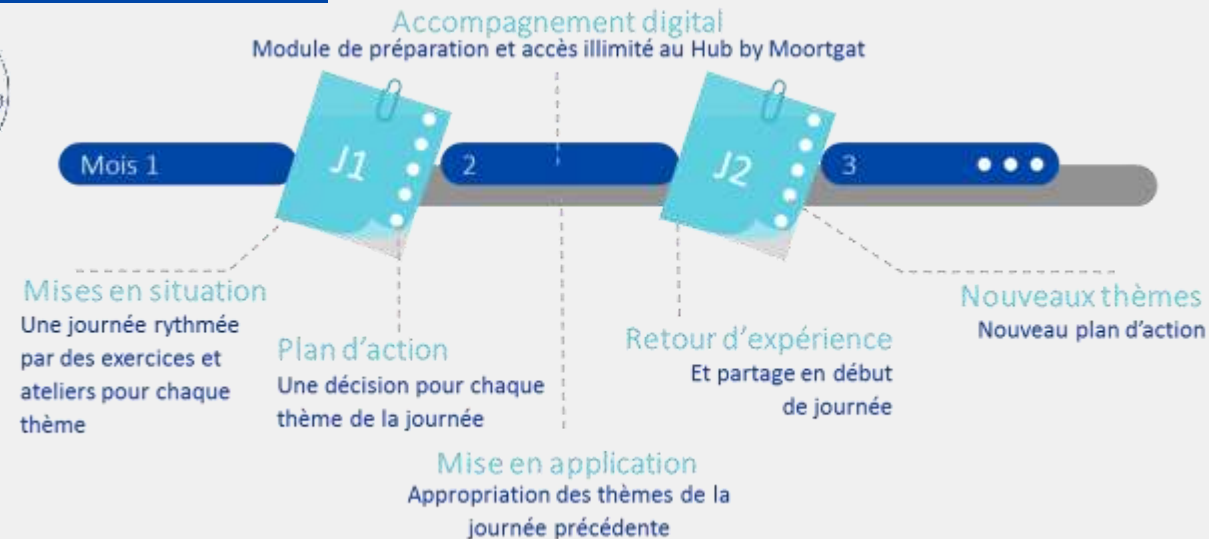 Accompagnement digital
Module de préparation et accès illimité au Hub by Moortgat
Mois 1
J1
2
J2
3
Mises en situation
Une journée rythmée
par des exercices et
ateliers pour chaque
thème
Plan d'action
Une décision pour chaque
thème de la journée
Mise en application
Appropriation des thèmes de la
journée précédente
Retour d'expérience
Et partage en début
de journée
Nouveaux thèmes
Nouveau plan d'action